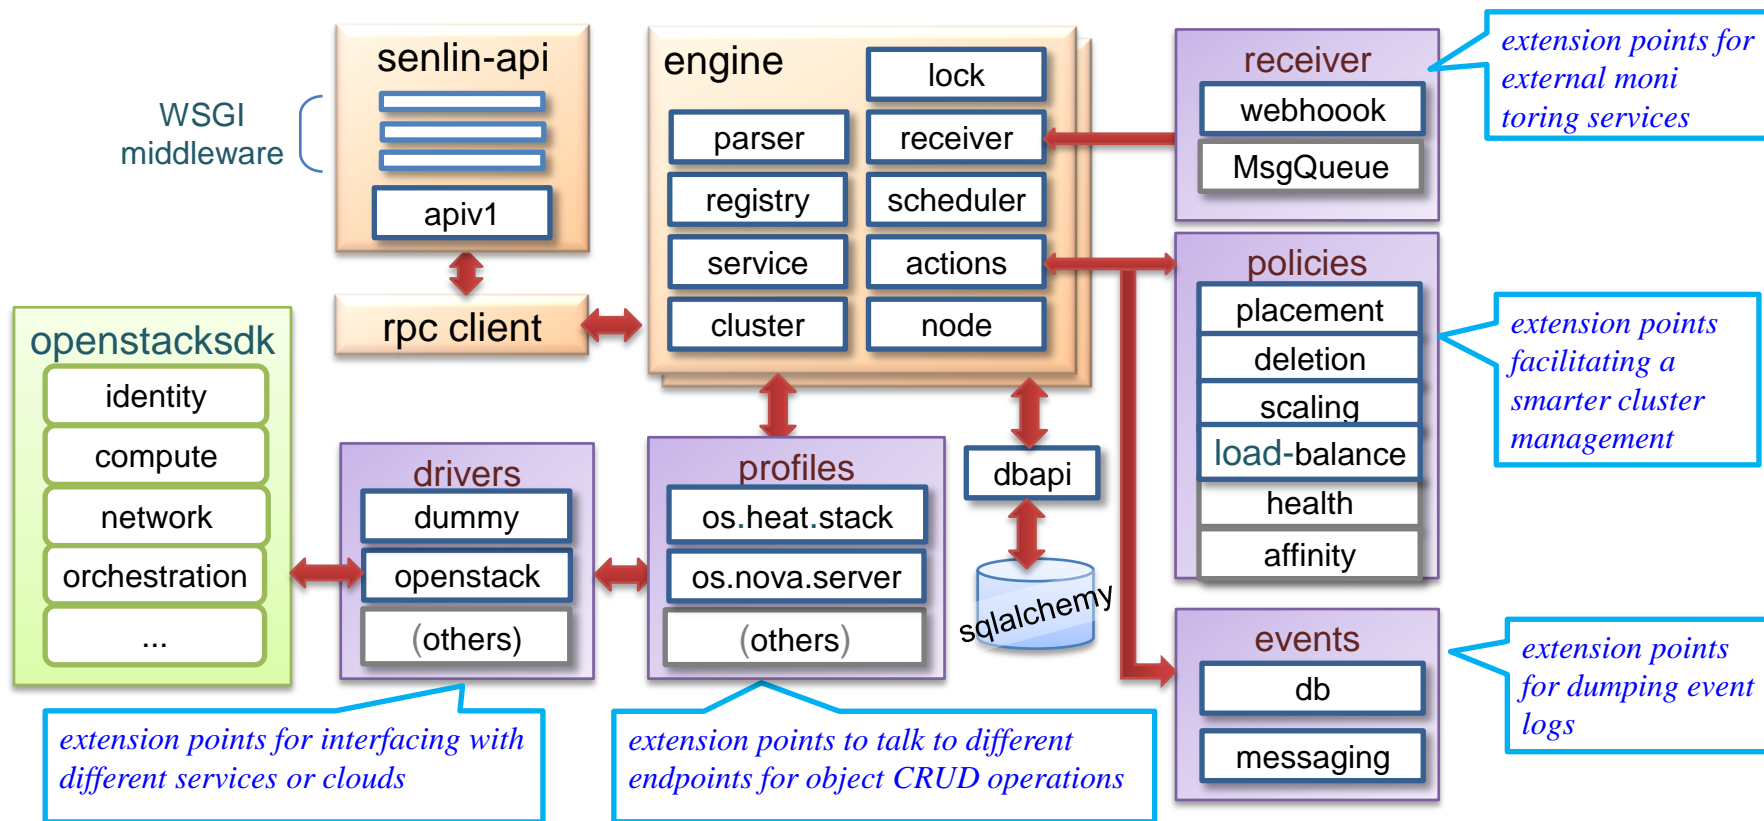 senlin-api
WSGI
middleware
apiv1
rpc client
engine
lock
parser
receiver
registry
scheduler
service
actions
cluster
node
receiver
webhoook
MsgQueue
extension points for
external moni
toring services
policies
placement
deletion
scaling
load-balance
health
affinity
extension points
facilitating a
smarter cluster
management
openstacksdk
identity
compute
network
orchestration
...
drivers
dummy
openstack
(others)
profiles
os.heat.stack
os.nova.server
(others)
dbapi
sqlalchemy
events
db
messaging
extension points
for dumping event
logs
extension points for interfacing with
different services or clouds
extension points to talk to different
endpoints for object CRUD operations